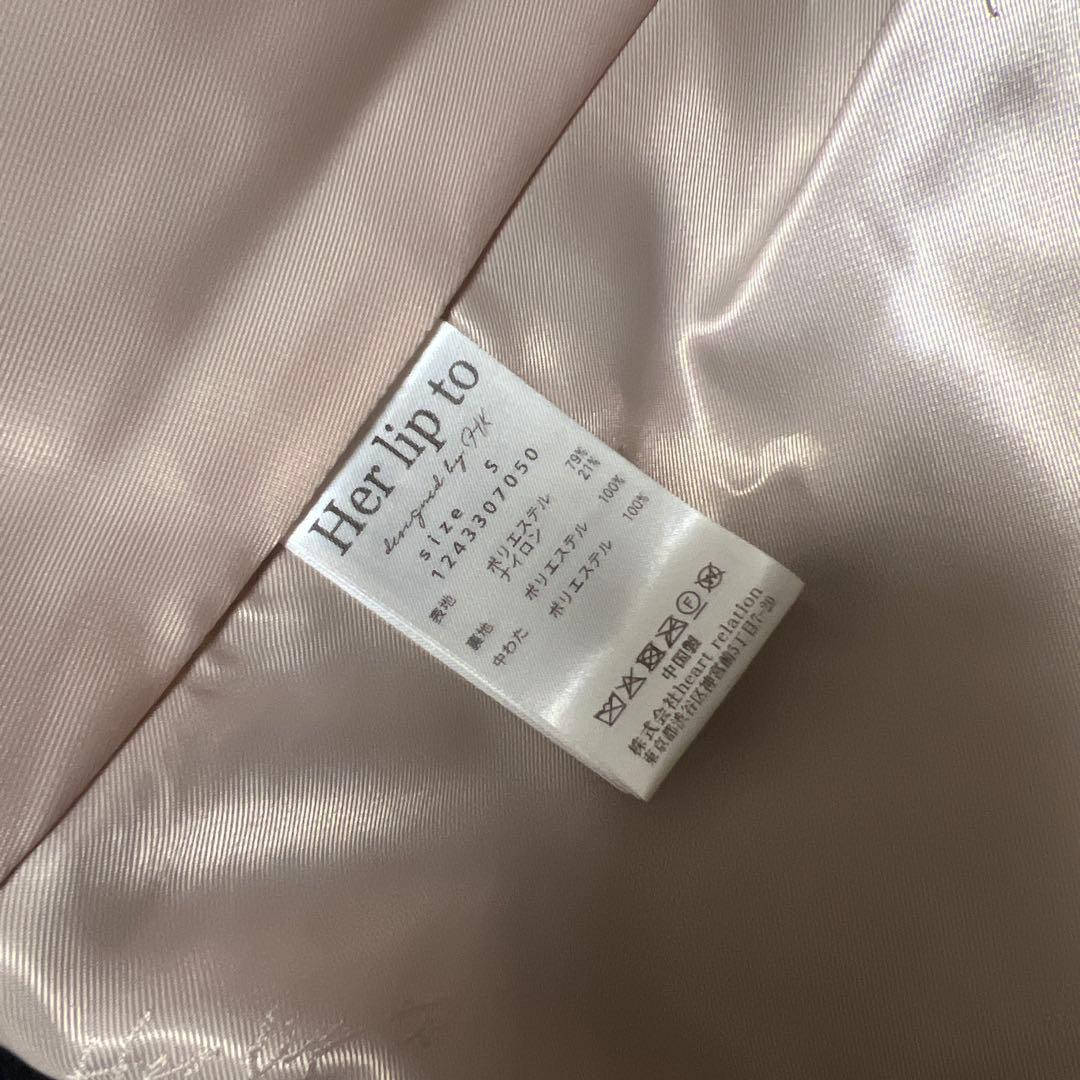 Her lip to
designed by HK
size S
1243307050
表地 ポリエステル 79%
ナイロン 21%
裏地 ポリエステル 100%
中わた ポリエステル 100%
中国製
株式会社heart relation
東京都渋谷区神宮前5丁目37-20